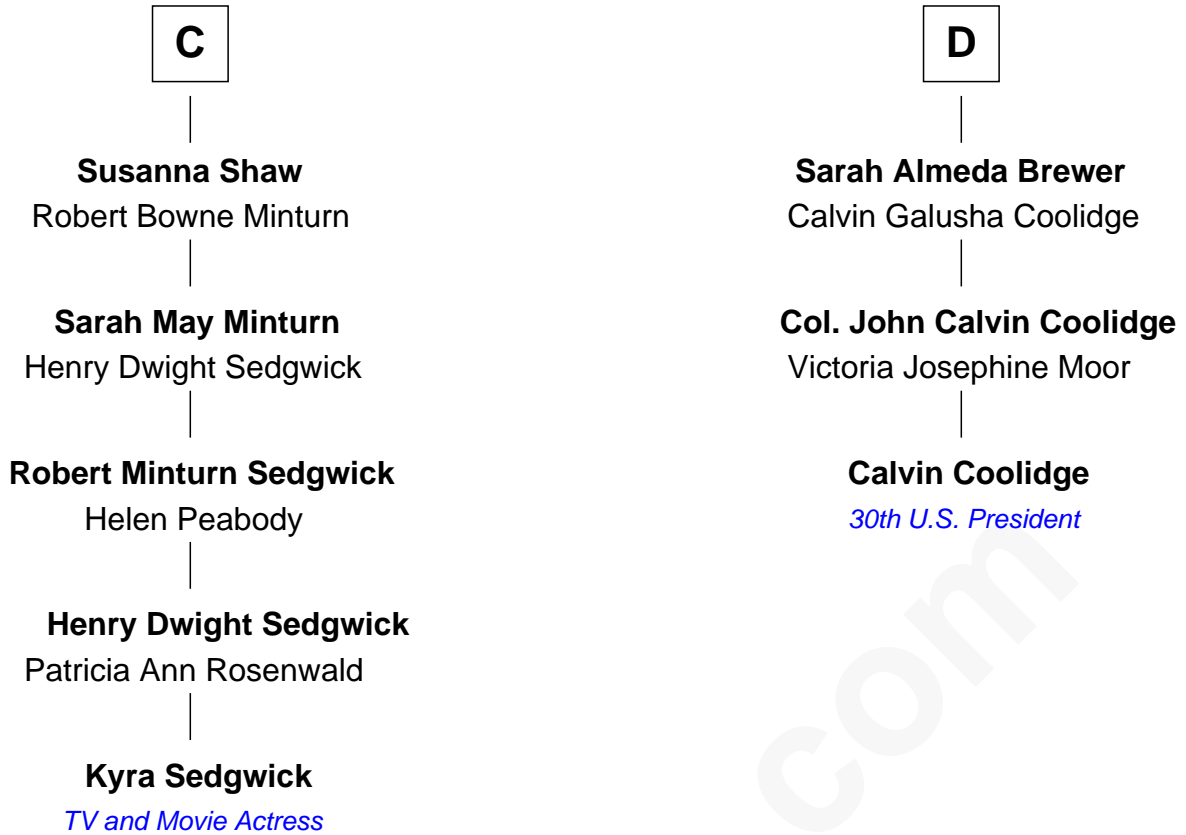 C
Susanna Shaw
Robert Bowne Minturn
Sarah May Minturn
Henry Dwight Sedgwick
Robert Minturn Sedgwick
Helen Peabody
Henry Dwight Sedgwick
Patricia Ann Rosenwald
Kyra Sedgwick
TV and Movie Actress
D
Sarah Almeda Brewer
Calvin Galusha Coolidge
Col. John Calvin Coolidge
Victoria Josephine Moor
Calvin Coolidge
30th U.S. President
com